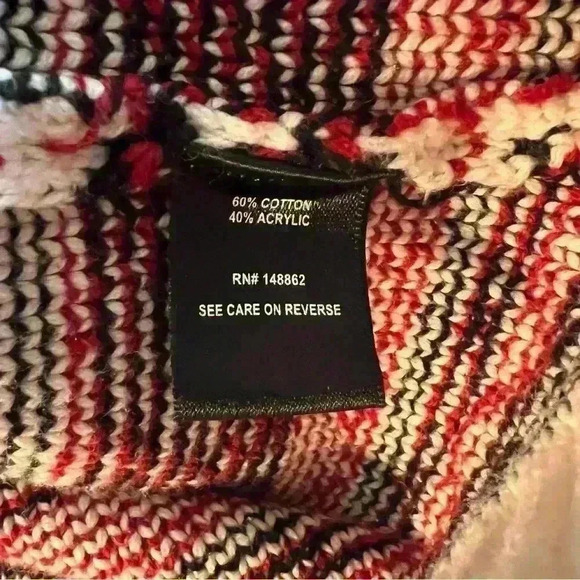 60% COTTON
40% ACRYLIC
RN# 148862
SEE CARE ON REVERSE